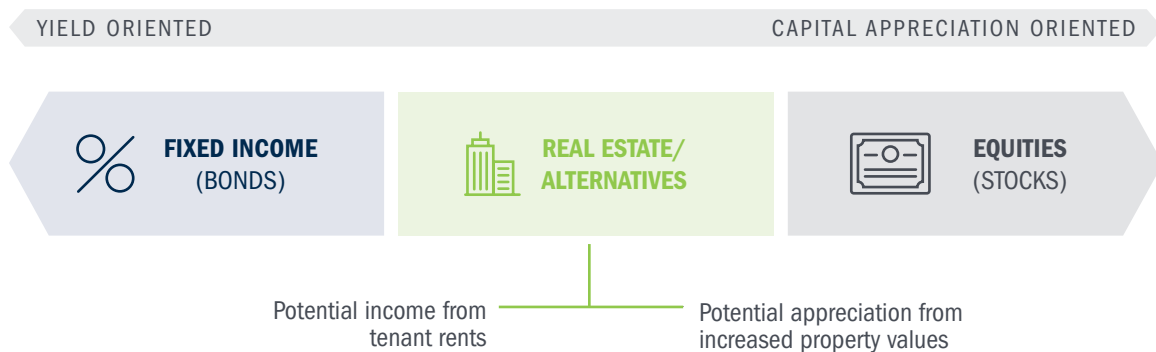 YIELD ORIENTED
CAPITAL APPRECIATION ORIENTED
FIXED INCOME
(BONDS)
REAL ESTATE/
ALTERNATIVES
EQUITIES
(STOCKS)
Potential income from
tenant rents
Potential appreciation from
increased property values